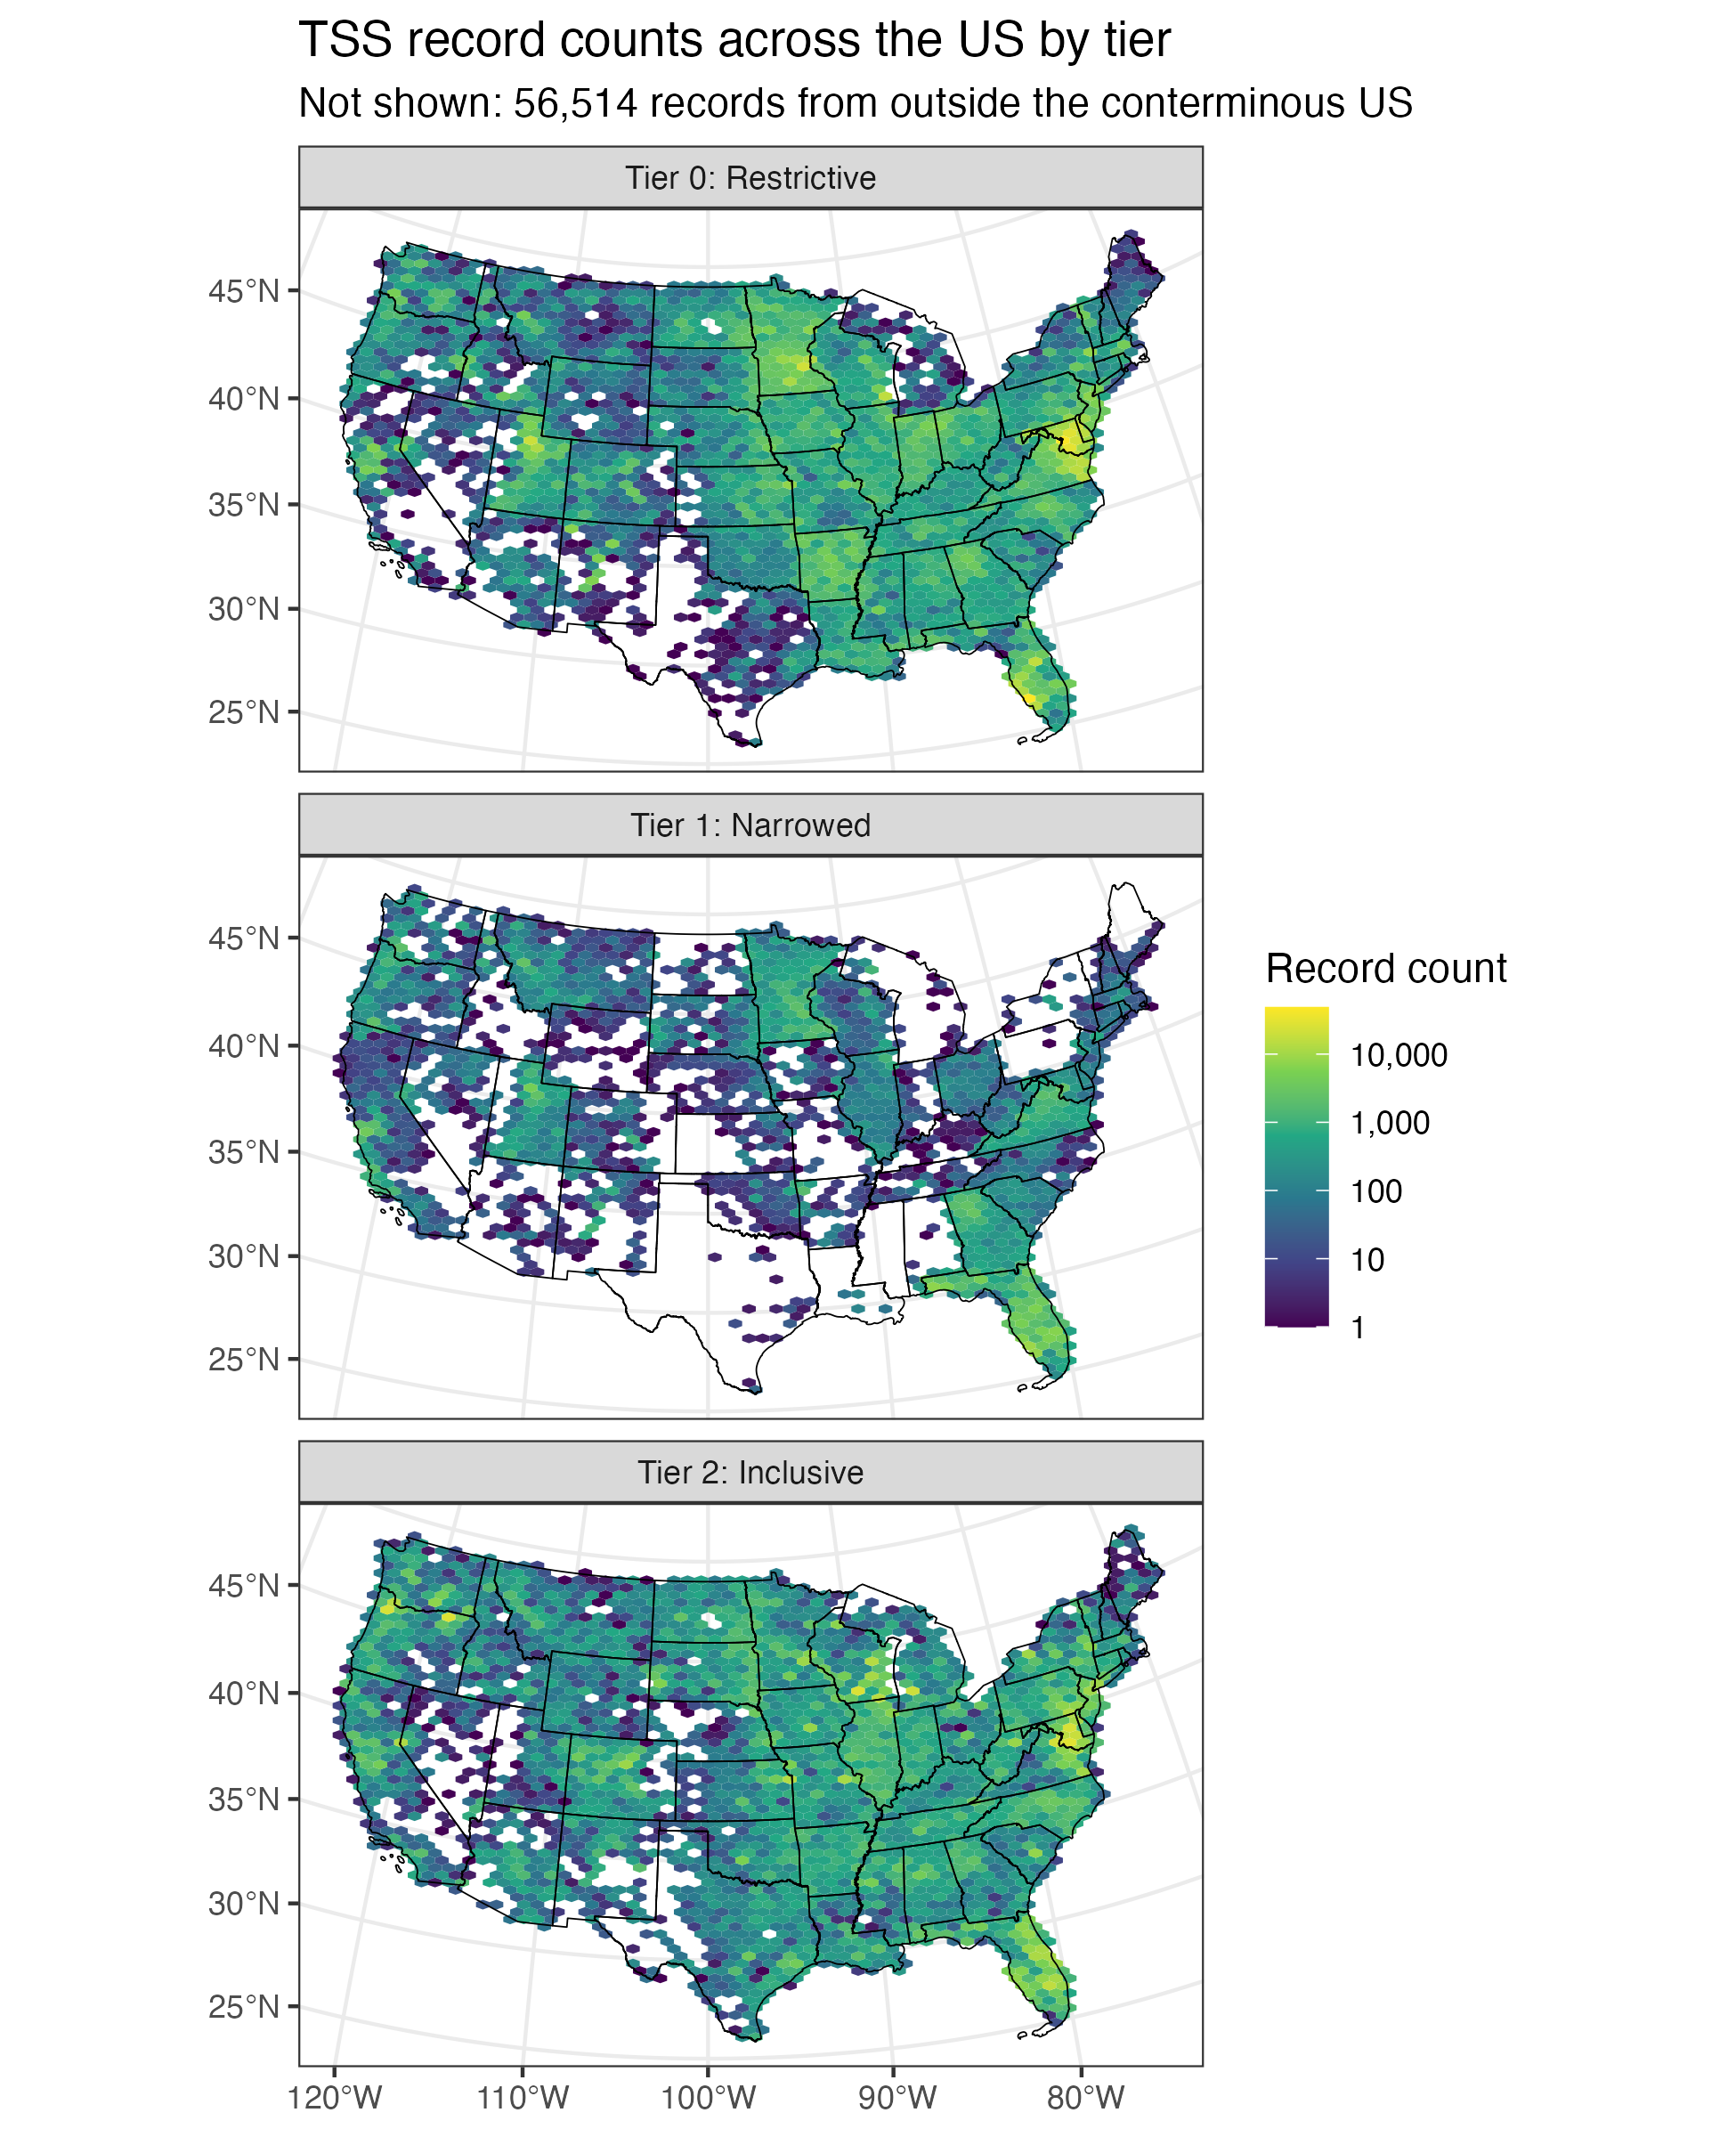 TSS record counts across the US by tier
Not shown: 56,514 records from outside the conterminous US
Tier 0: Restrictive
45°N
40°N
35°N
30°N
25°N
Tier 1: Narrowed
45°N
40°N
35°N
30°N
25°N
Record count
10,000
1,000
100
10
1
Tier 2: Inclusive
45°N
40°N
35°N
30°N
25°N
120°W 110°W 100°W 90°W 80°W